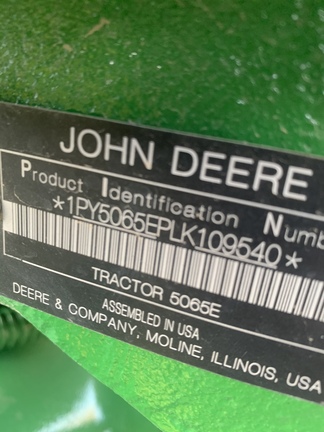 JOHN DEERE
Product Identification Numb
*1PY5065EPLK109540*
TRACTOR 5065E
ASSEMBLED IN USA
DEERE & COMPANY, MOLINE, ILLINOIS, USA